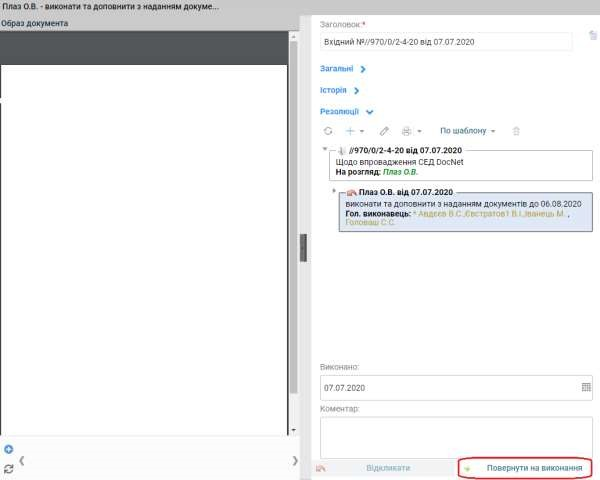 Плаз О.В. - виконати та доповнити з наданням докуме...
Образ документа
Заголовок:*
Вхідний №//970/0/2-4-20 від 07.07.2020
Загальні
Історія
Резолюції
По шаблону
//970/0/2-4-20 від 07.07.2020
Щодо впровадження СЕД DocNet
На розгляд: Плаз О.В.
Плаз О.В. від 07.07.2020
виконати та доповнити з наданням документів до 06.08.2020
Гол. виконавець: * Авдєєв В.С.,Євстратов1 В.І.,Іванець М. ,
Головаш С.С.
Виконано:
07.07.2020
Коментар:
Відкликати
Повернути на виконання